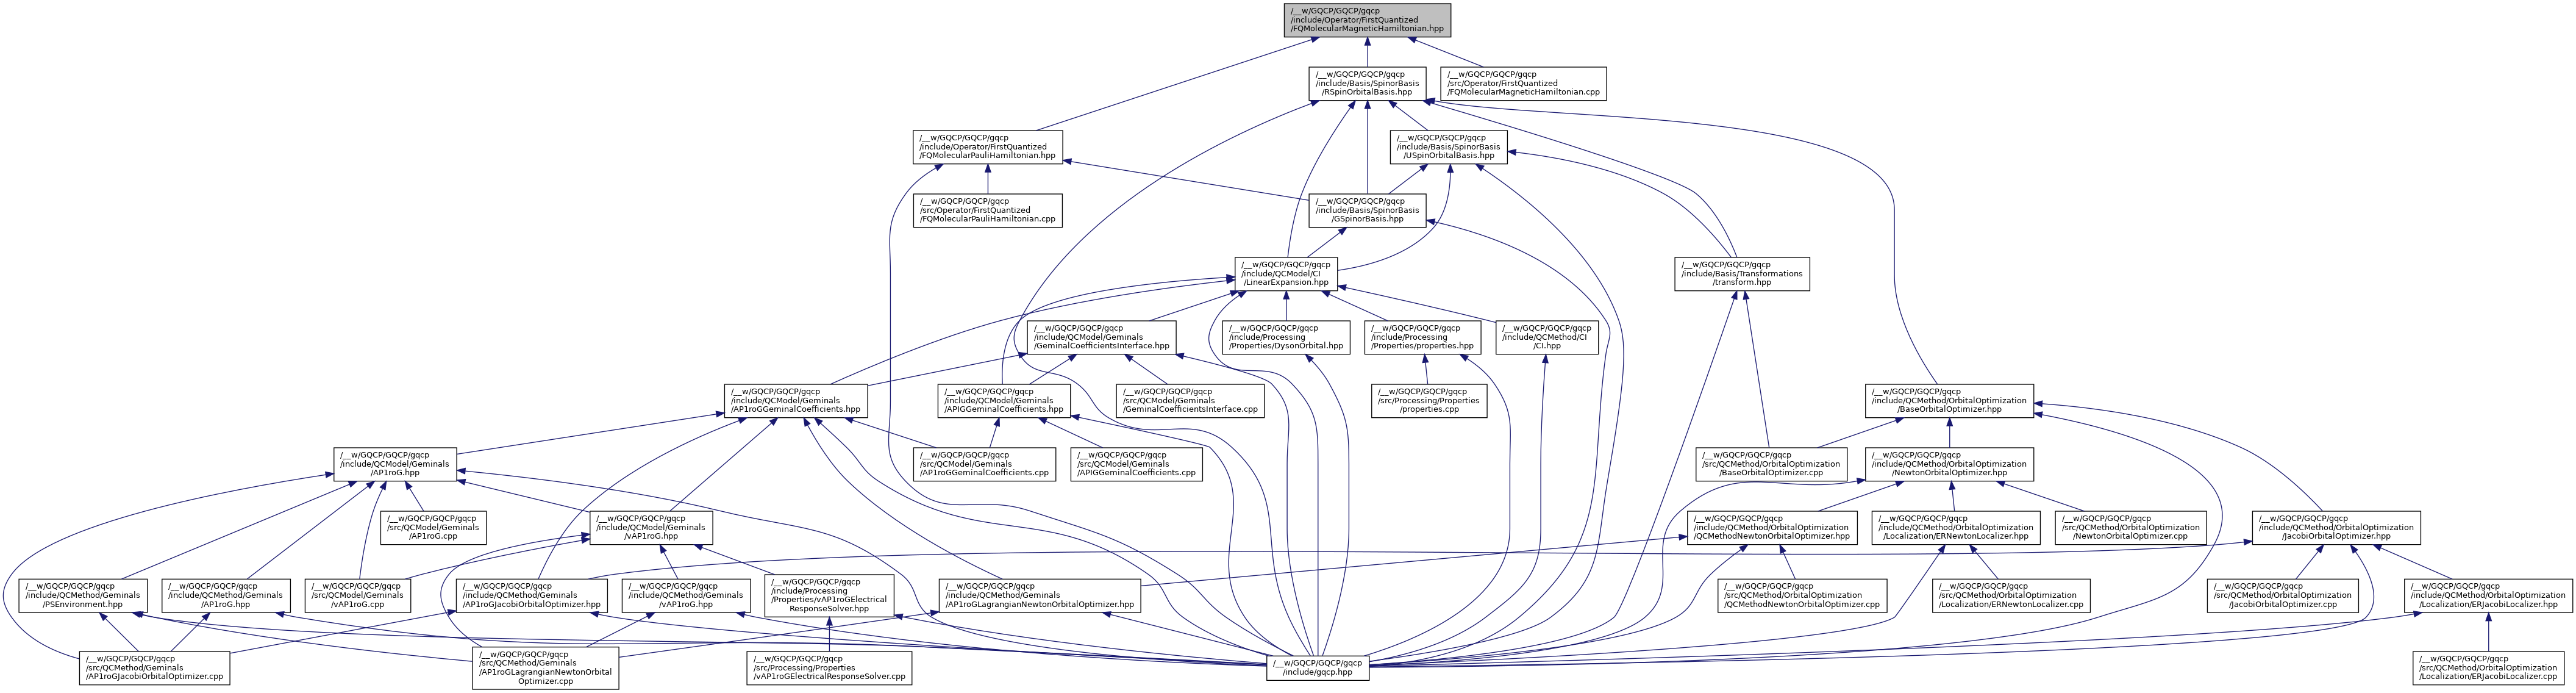 /__w/GQCP/GQCP/gqcp
/include/Operator/FirstQuantized
/FQMolecularMagneticHamiltonian.hpp
/__w/GQCP/GQCP/gqcp
/include/Basis/SpinorBasis
/RSpinOrbitalBasis.hpp
/__w/GQCP/GQCP/gqcp
/src/Operator/FirstQuantized
/FQMolecularMagneticHamiltonian.cpp
/__w/GQCP/GQCP/gqcp
/include/Operator/FirstQuantized
/FQMolecularPauliHamiltonian.hpp
/__w/GQCP/GQCP/gqcp
/include/Basis/SpinorBasis
/USpinOrbitalBasis.hpp
/__w/GQCP/GQCP/gqcp
/src/Operator/FirstQuantized
/FQMolecularPauliHamiltonian.cpp
/__w/GQCP/GQCP/gqcp
/include/Basis/SpinorBasis
/GSpinorBasis.hpp
/__w/GQCP/GQCP/gqcp
/include/QCModel/CI
/LinearExpansion.hpp
/__w/GQCP/GQCP/gqcp
/include/Basis/Transformations
/transform.hpp
/__w/GQCP/GQCP/gqcp
/include/QCModel/Geminals
/GeminalCoefficientsInterface.hpp
/__w/GQCP/GQCP/gqcp
/include/Processing
/Properties/DysonOrbital.hpp
/__w/GQCP/GQCP/gqcp
/include/Processing
/Properties/properties.hpp
/__w/GQCP/GQCP/gqcp
/include/QCMethod/CI
/CI.hpp
/__w/GQCP/GQCP/gqcp
/include/QCModel/Geminals
/AP1roGGeminalCoefficients.hpp
/__w/GQCP/GQCP/gqcp
/include/QCModel/Geminals
/APIGGeminalCoefficients.hpp
/__w/GQCP/GQCP/gqcp
/src/QCModel/Geminals
/GeminalCoefficientsInterface.cpp
/__w/GQCP/GQCP/gqcp
/src/Processing/Properties
/properties.cpp
/__w/GQCP/GQCP/gqcp
/include/QCMethod/OrbitalOptimization
/BaseOrbitalOptimizer.hpp
/__w/GQCP/GQCP/gqcp
/include/QCModel/Geminals
/AP1roG.hpp
/__w/GQCP/GQCP/gqcp
/src/QCModel/Geminals
/AP1roGGeminalCoefficients.cpp
/__w/GQCP/GQCP/gqcp
/src/QCModel/Geminals
/APIGGeminalCoefficients.cpp
/__w/GQCP/GQCP/gqcp
/src/QCMethod/OrbitalOptimization
/BaseOrbitalOptimizer.cpp
/__w/GQCP/GQCP/gqcp
/include/QCMethod/OrbitalOptimization
/NewtonOrbitalOptimizer.hpp
/__w/GQCP/GQCP/gqcp
/src/QCModel/Geminals
/AP1roG.cpp
/__w/GQCP/GQCP/gqcp
/include/QCModel/Geminals
/vAP1roG.hpp
/__w/GQCP/GQCP/gqcp
/include/QCMethod/OrbitalOptimization
/QCMethodNewtonOrbitalOptimizer.hpp
/__w/GQCP/GQCP/gqcp
/include/QCMethod/OrbitalOptimization
/Localization/ERNewtonLocalizer.hpp
/__w/GQCP/GQCP/gqcp
/src/QCMethod/OrbitalOptimization
/NewtonOrbitalOptimizer.cpp
/__w/GQCP/GQCP/gqcp
/include/QCMethod/OrbitalOptimization
/JacobiOrbitalOptimizer.hpp
/__w/GQCP/GQCP/gqcp
/include/QCMethod/Geminals
/PSEnvironment.hpp
/__w/GQCP/GQCP/gqcp
/include/QCMethod/Geminals
/AP1roG.hpp
/__w/GQCP/GQCP/gqcp
/src/QCModel/Geminals
/vAP1roG.cpp
/__w/GQCP/GQCP/gqcp
/include/QCMethod/Geminals
/AP1roGJacobiOrbitalOptimizer.hpp
/__w/GQCP/GQCP/gqcp
/include/QCMethod/Geminals
/vAP1roG.hpp
/__w/GQCP/GQCP/gqcp
/include/Processing
/Properties/vAP1roGElectrical
ResponseSolver.hpp
/__w/GQCP/GQCP/gqcp
/include/QCMethod/Geminals
/AP1roGLagrangianNewtonOrbitalOptimizer.hpp
/__w/GQCP/GQCP/gqcp
/src/QCMethod/OrbitalOptimization
/QCMethodNewtonOrbitalOptimizer.cpp
/__w/GQCP/GQCP/gqcp
/src/QCMethod/OrbitalOptimization
/Localization/ERNewtonLocalizer.cpp
/__w/GQCP/GQCP/gqcp
/src/QCMethod/OrbitalOptimization
/JacobiOrbitalOptimizer.cpp
/__w/GQCP/GQCP/gqcp
/include/QCMethod/OrbitalOptimization
/Localization/ERJacobiLocalizer.hpp
/__w/GQCP/GQCP/gqcp
/src/QCMethod/Geminals
/AP1roGJacobiOrbitalOptimizer.cpp
/__w/GQCP/GQCP/gqcp
/src/QCMethod/Geminals
/AP1roGLagrangianNewtonOrbital
Optimizer.cpp
/__w/GQCP/GQCP/gqcp
/src/Processing/Properties
/vAP1roGElectricalResponseSolver.cpp
/__w/GQCP/GQCP/gqcp
/include/gqcp.hpp
/__w/GQCP/GQCP/gqcp
/src/QCMethod/OrbitalOptimization
/Localization/ERJacobiLocalizer.cpp